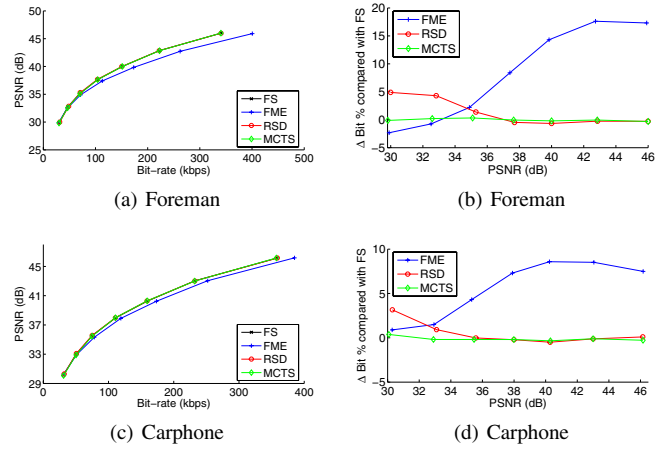 PSNR (dB)
50
45
40
35
30
25
0 100 200 300 400 500
Bit−rate (kbps)
FS
FME
RSD
MCTS
(a) Foreman
Δ Bit % compared with FS
20
15
10
5
0
−5
30 32 34 36 38 40 42 44 46
PSNR (dB)
FME
RSD
MCTS
(b) Foreman
PSNR (dB)
45
41
37
33
29
0 100 200 300 400
Bit−rate (kbps)
FS
FME
RSD
MCTS
(c) Carphone
Δ Bit % compared with FS
10
5
0
−5
32 34 36 38 40 42 44 46
PSNR (dB)
FME
RSD
MCTS
(d) Carphone